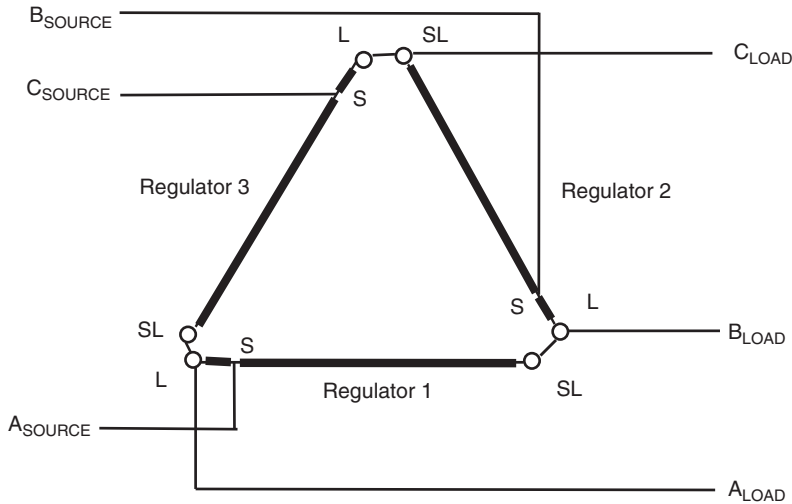 B_SOURCE
L
SL
C_LOAD
C_SOURCE
S
Regulator 3
Regulator 2
S
L
SL
B_LOAD
S
L
Regulator 1
SL
A_SOURCE
A_LOAD